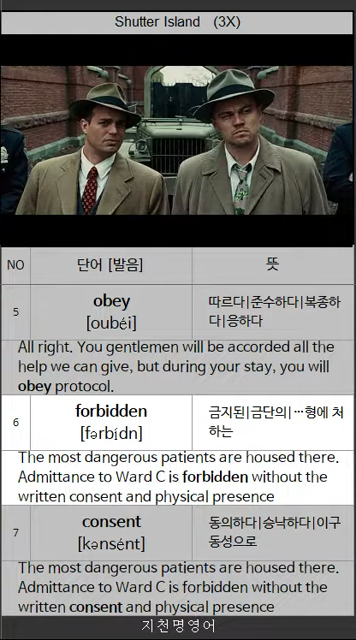 Shutter Island (3X)
NO 단어 [발음] 뜻
5
obey
[oubéi]
따르다|준수하다|복종하
다|응하다
All right. You gentlemen will be accorded all the
help we can give, but during your stay, you will
obey protocol.
6
forbidden
[fərbídn]
금지된|금단의|…형에 처
하는
The most dangerous patients are housed there.
Admittance to Ward C is forbidden without the
written consent and physical presence
7
consent
[kənsént]
동의하다|승낙하다|이구
동성으로
The most dangerous patients are housed there.
Admittance to Ward C is forbidden without the
written consent and physical presence
지천명영어